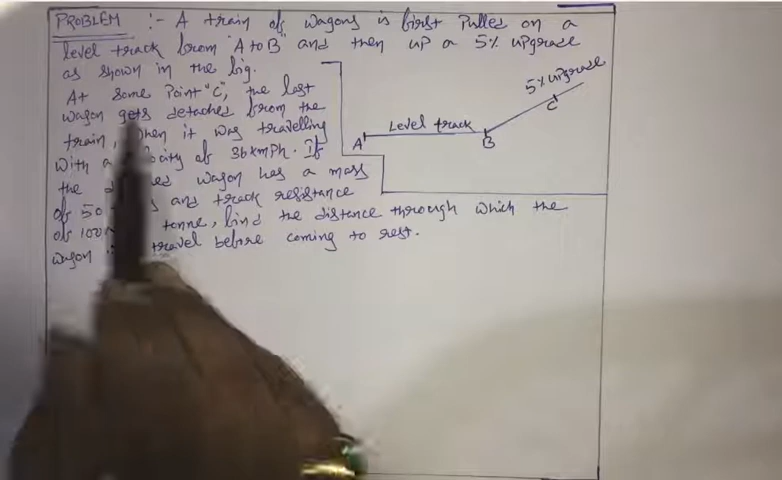 PROBLEM :- A train of wagons is first pulled on a
level track from "A to B" and then up a 5% upgrade
as shown in the fig.
At some point "C", the last
wagon gets detached from the
train, when it was travelling
with a of 36 kmph. If
the wagon has a mass
of 50 and track resistance
of 100 tonne, find the distance through which the
wagon travel before coming to rest.
5% upgrade
C
Level track
A
B